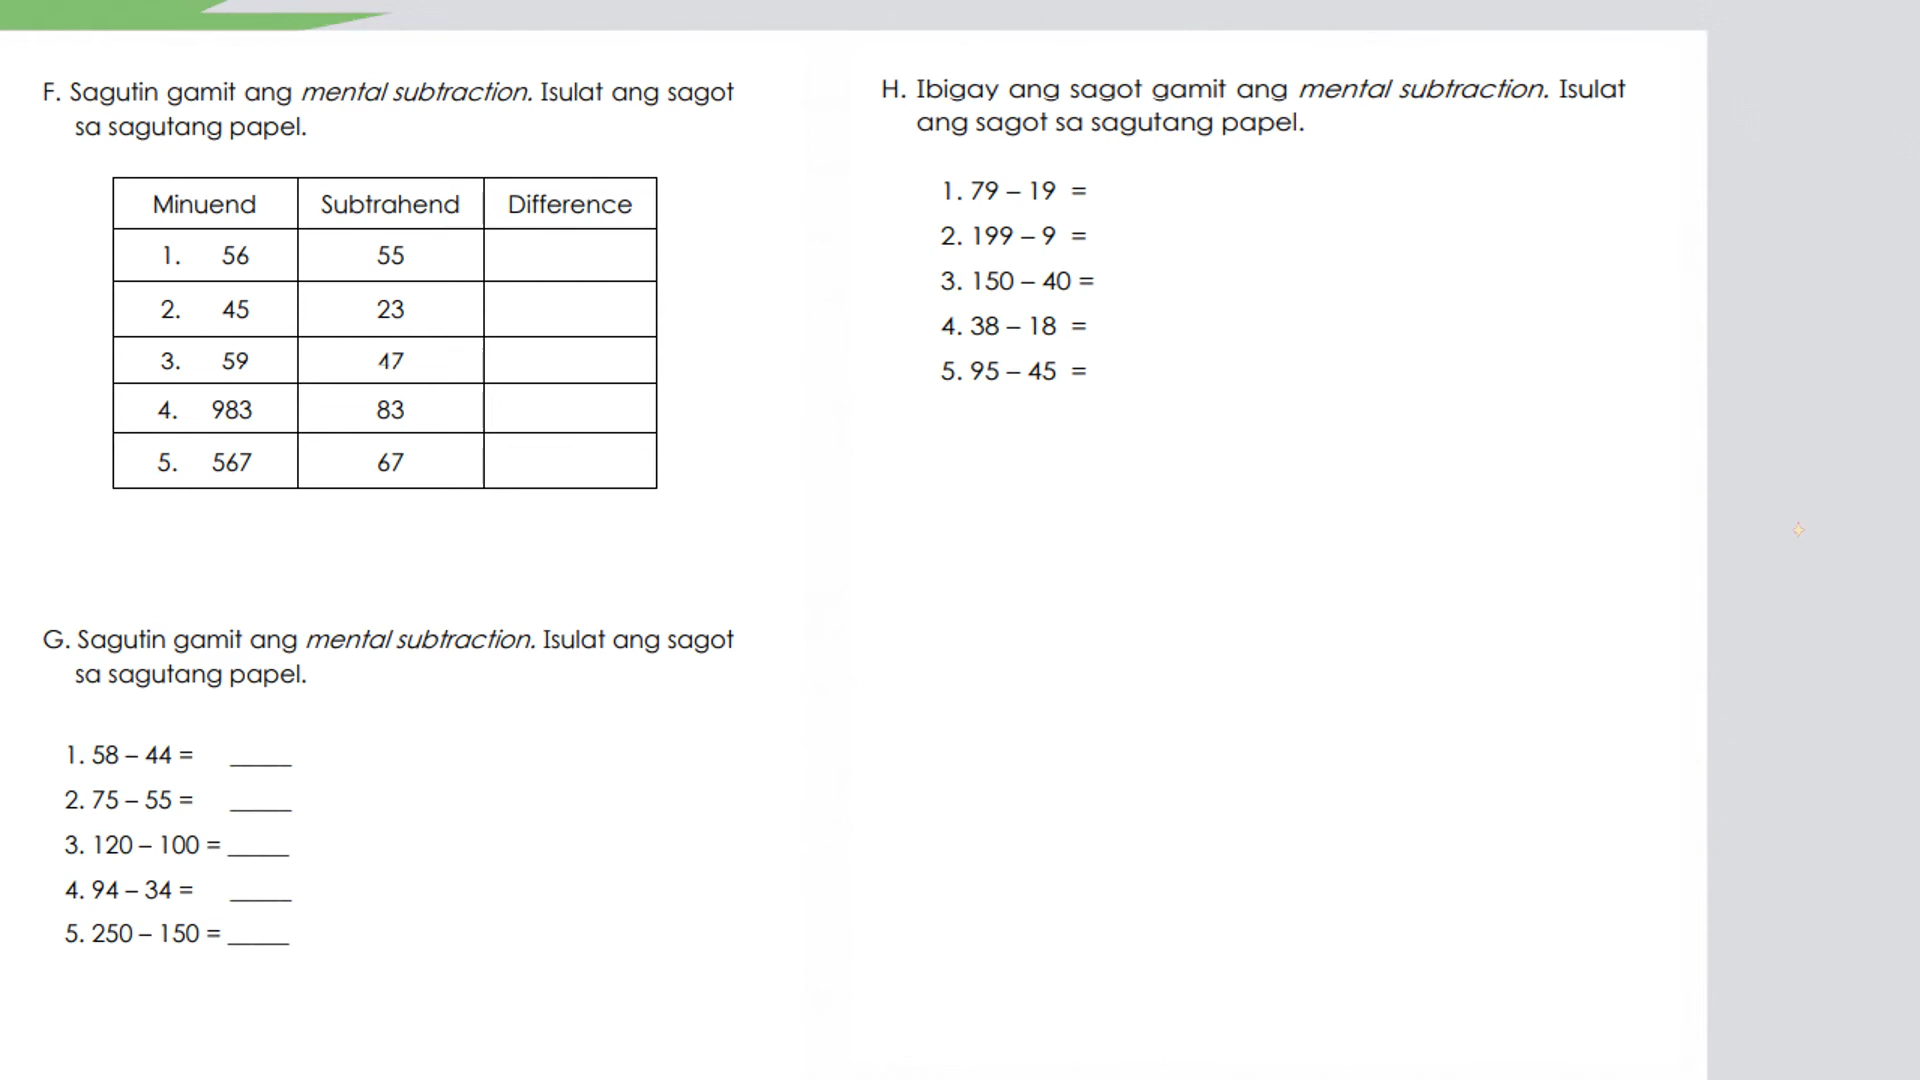 F. Sagutin gamit ang mental subtraction. Isulat ang sagot
sa sagutang papel.
Minuend Subtrahend Difference
1. 56 55
2. 45 23
3. 59 47
4. 983 83
5. 567 67
G. Sagutin gamit ang mental subtraction. Isulat ang sagot
sa sagutang papel.
1. 58 – 44 = _____
2. 75 – 55 = _____
3. 120 – 100 = _____
4. 94 – 34 = _____
5. 250 – 150 = _____
H. Ibigay ang sagot gamit ang mental subtraction. Isulat
ang sagot sa sagutang papel.
1. 79 – 19 =
2. 199 – 9 =
3. 150 – 40 =
4. 38 – 18 =
5. 95 – 45 =